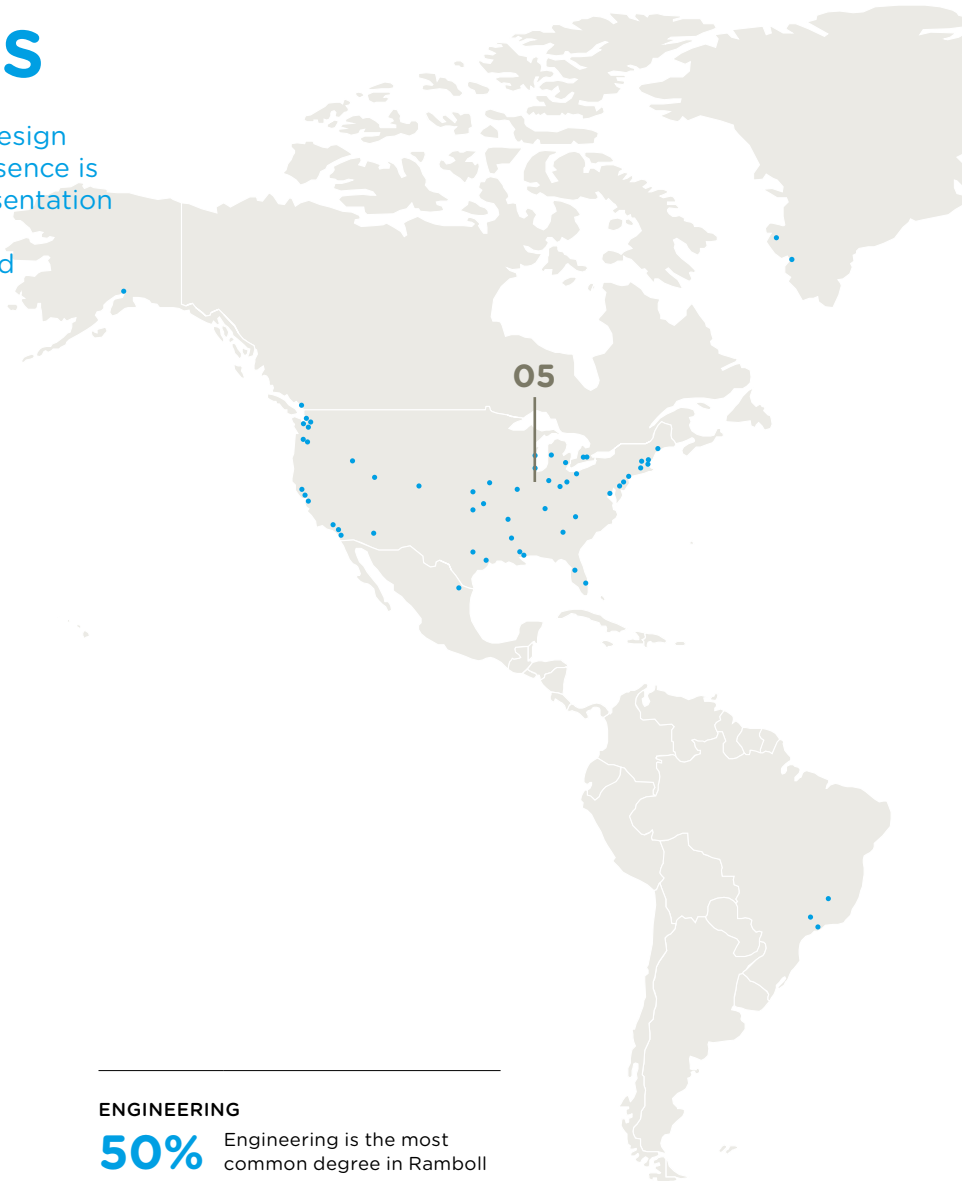 s
esign
sence is
sentation
d
05
ENGINEERING
50%
Engineering is the most
common degree in Ramboll